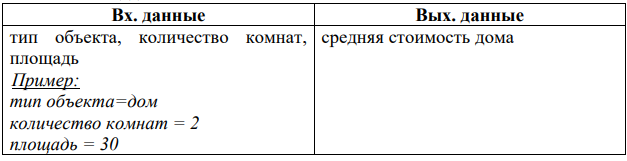 Вх. данные
Вых. данные
тип объекта, количество комнат,
площадь
Пример:
тип объекта=дом
количество комнат = 2
площадь = 30
средняя стоимость дома